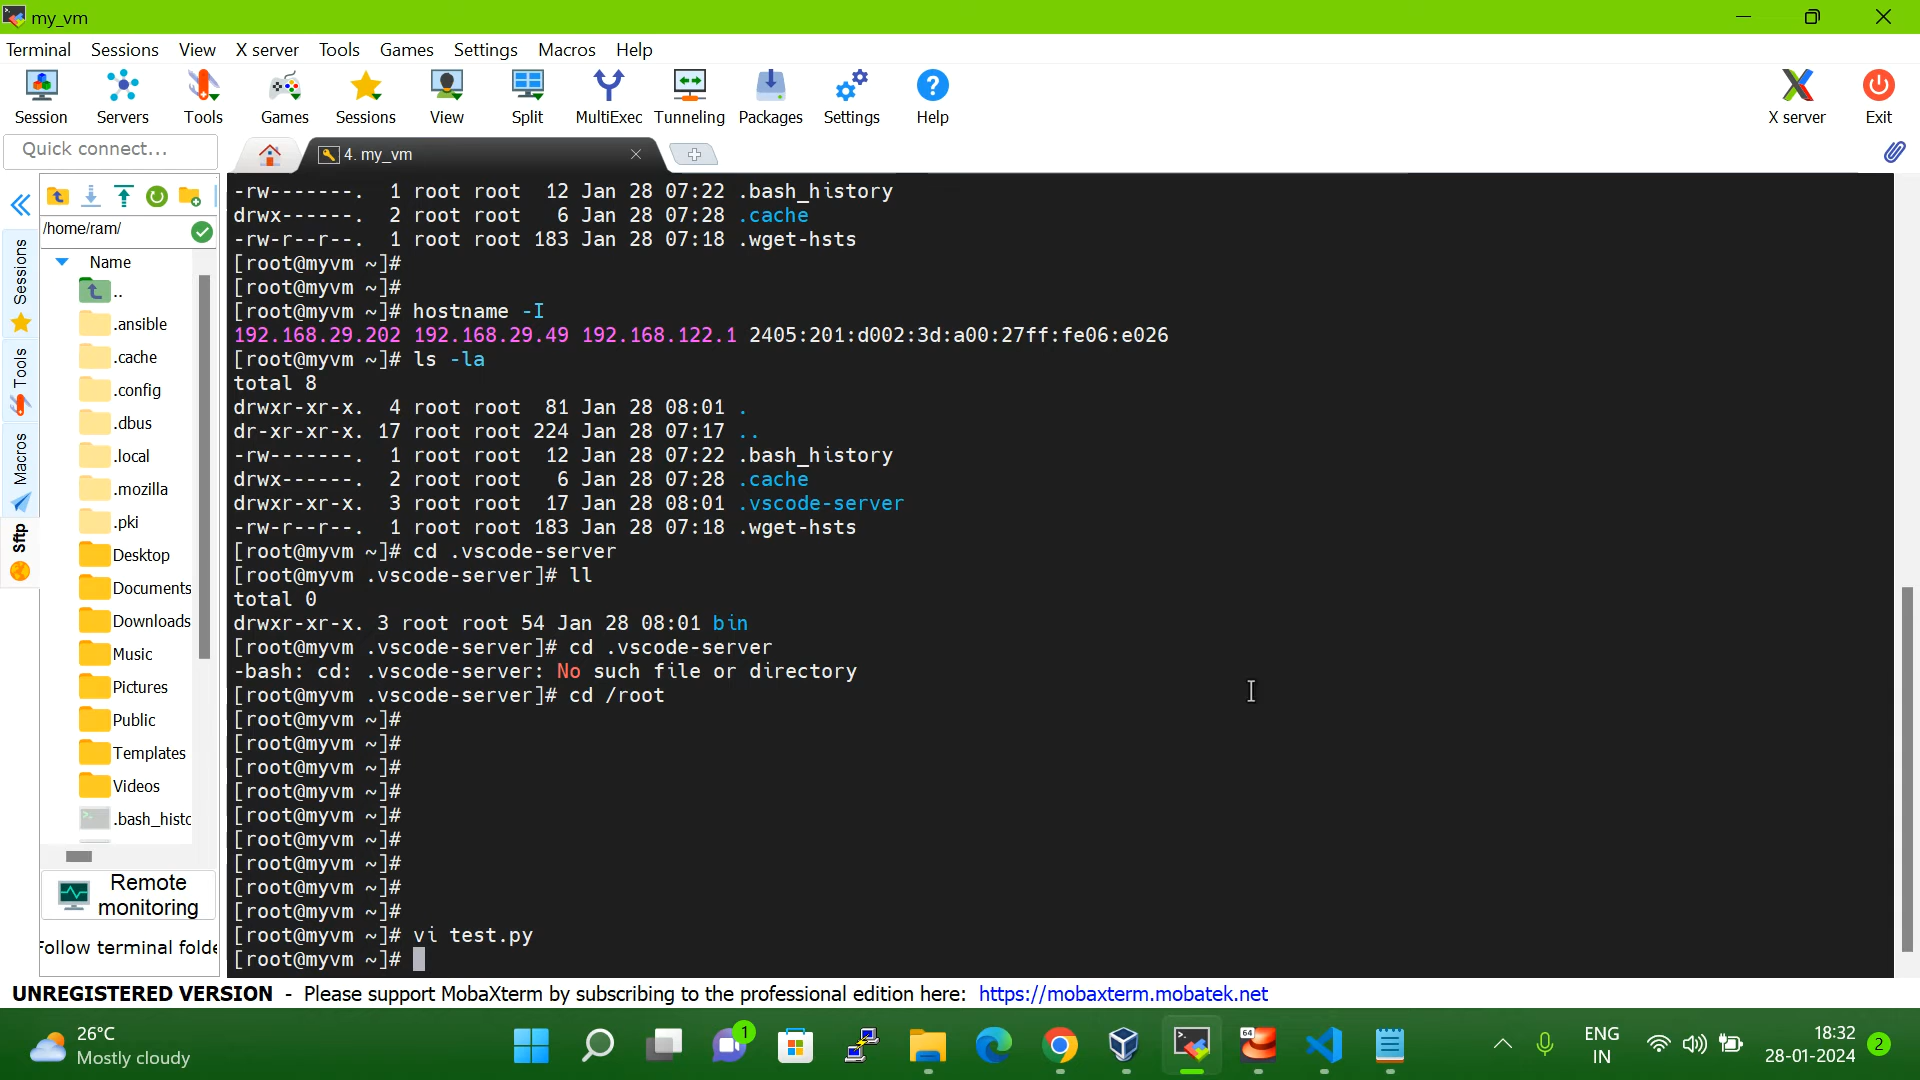 my_vm
Terminal Sessions View X server Tools Games Settings Macros Help
Session Servers Tools Games Sessions View Split MultiExec Tunneling Packages Settings Help X server Exit
Quick connect...
4. my_vm
/home/ram/
Name
..
.ansible
.cache
.config
.dbus
.local
.mozilla
.pki
Desktop
Documents
Downloads
Music
Pictures
Public
Templates
Videos
.bash_histo
Remote
monitoring
Follow terminal folde
Sessions
Tools
Macros
Sftp
-rw-------. 1 root root 12 Jan 28 07:22 .bash_history
drwx------. 2 root root 6 Jan 28 07:28 .cache
-rw-r--r--. 1 root root 183 Jan 28 07:18 .wget-hsts
[root@myvm ~]#
[root@myvm ~]#
[root@myvm ~]# hostname -I
192.168.29.202 192.168.29.49 192.168.122.1 2405:201:d002:3d:a00:27ff:fe06:e026
[root@myvm ~]# ls -la
total 8
drwxr-xr-x. 4 root root 81 Jan 28 08:01 .
dr-xr-xr-x. 17 root root 224 Jan 28 07:17 ..
-rw-------. 1 root root 12 Jan 28 07:22 .bash_history
drwx------. 2 root root 6 Jan 28 07:28 .cache
drwxr-xr-x. 3 root root 17 Jan 28 08:01 .vscode-server
-rw-r--r--. 1 root root 183 Jan 28 07:18 .wget-hsts
[root@myvm ~]# cd .vscode-server
[root@myvm .vscode-server]# ll
total 0
drwxr-xr-x. 3 root root 54 Jan 28 08:01 bin
[root@myvm .vscode-server]# cd .vscode-server
-bash: cd: .vscode-server: No such file or directory
[root@myvm .vscode-server]# cd /root
[root@myvm ~]#
[root@myvm ~]#
[root@myvm ~]#
[root@myvm ~]#
[root@myvm ~]#
[root@myvm ~]#
[root@myvm ~]#
[root@myvm ~]#
[root@myvm ~]#
[root@myvm ~]# vi test.py
[root@myvm ~]#
UNREGISTERED VERSION - Please support MobaXterm by subscribing to the professional edition here: https://mobaxterm.mobatek.net
26°C
Mostly cloudy
1
64
ENG
IN
18:32
28-01-2024
2